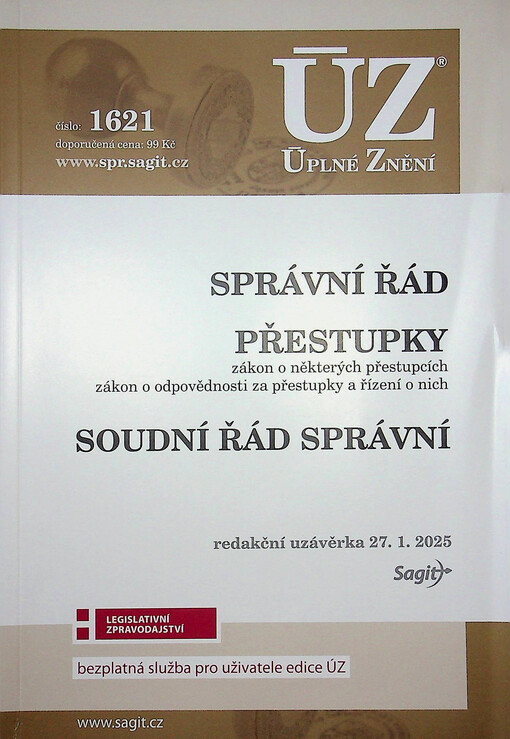 číslo: 1621
doporučená cena: 99 Kč
www.spr.sagit.cz
ÚZ®
ÚPLNÉ ZNĚNÍ
SPRÁVNÍ ŘÁD
PŘESTUPKY
zákon o některých přestupcích
zákon o odpovědnosti za přestupky a řízení o nich
SOUDNÍ ŘÁD SPRÁVNÍ
redakční uzávěrka 27. 1. 2025
Sagit
LEGISLATIVNÍ
ZPRAVODAJSTVÍ
bezplatná služba pro uživatele edice ÚZ
www.sagit.cz